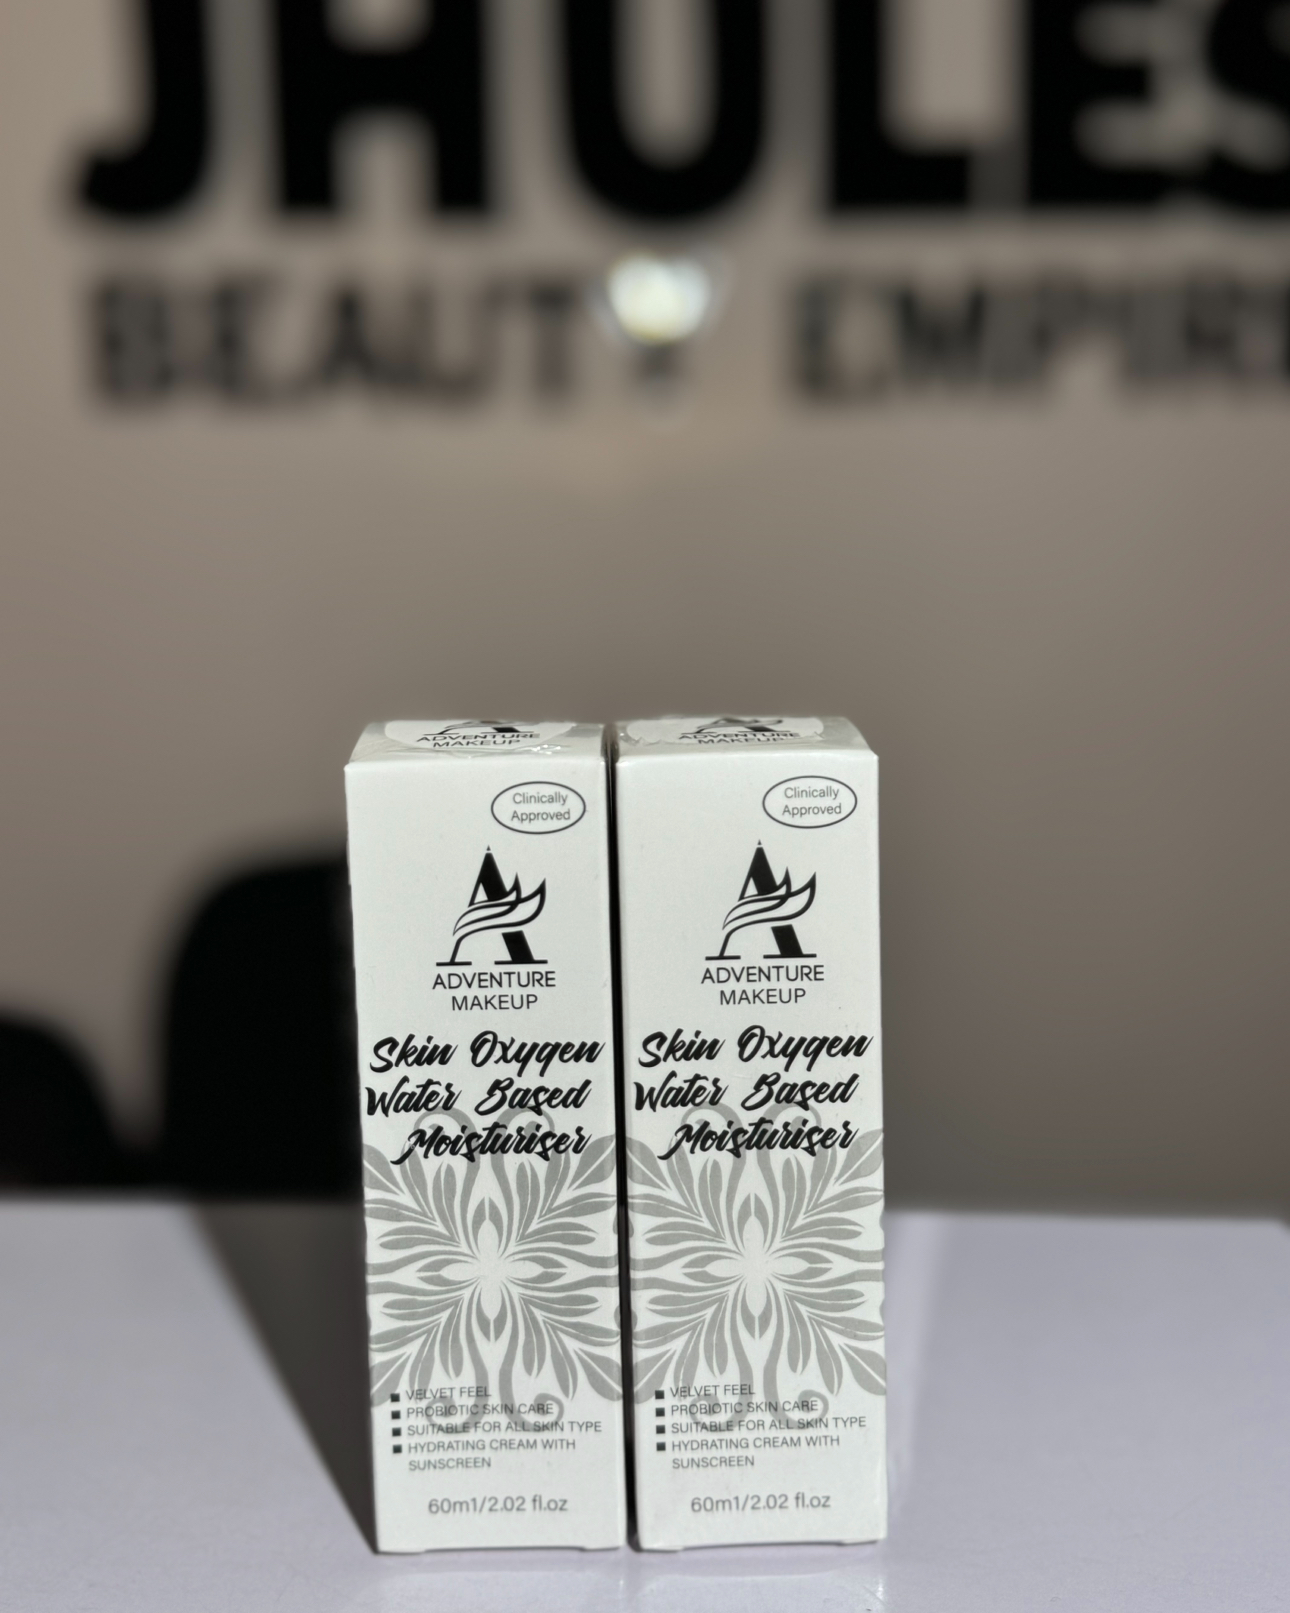 JHULES
BEAUTY EMPIRE
ADVENTURE
MAKEUP
Clinically
Approved
A
ADVENTURE
MAKEUP
Skin Oxygen
Water Based
Moisturiser
VELVET FEEL
PROBIOTIC SKIN CARE
SUITABLE FOR ALL SKIN TYPE
HYDRATING CREAM WITH
SUNSCREEN
60m1/2.02 fl.oz
ADVENTURE
MAKEUP
Clinically
Approved
A
ADVENTURE
MAKEUP
Skin Oxygen
Water Based
Moisturiser
VELVET FEEL
PROBIOTIC SKIN CARE
SUITABLE FOR ALL SKIN TYPE
HYDRATING CREAM WITH
SUNSCREEN
60m1/2.02 fl.oz